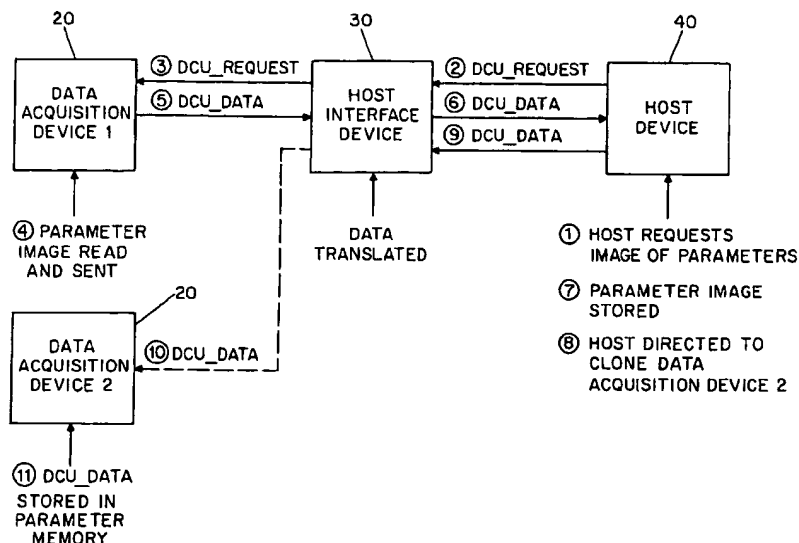 20
30
40
DATA
ACQUISITION
DEVICE 1
③ DCU_REQUEST
⑤ DCU_DATA
HOST
INTERFACE
DEVICE
② DCU_REQUEST
⑥ DCU_DATA
⑨ DCU_DATA
HOST
DEVICE
④ PARAMETER
IMAGE READ
AND SENT
DATA
TRANSLATED
① HOST REQUESTS
IMAGE OF PARAMETERS
⑦ PARAMETER IMAGE
STORED
⑧ HOST DIRECTED TO
CLONE DATA
ACQUISITION DEVICE 2
20
DATA
ACQUISITION
DEVICE 2
⑩ DCU_DATA
⑪ DCU_DATA
STORED IN
PARAMETER
MEMORY